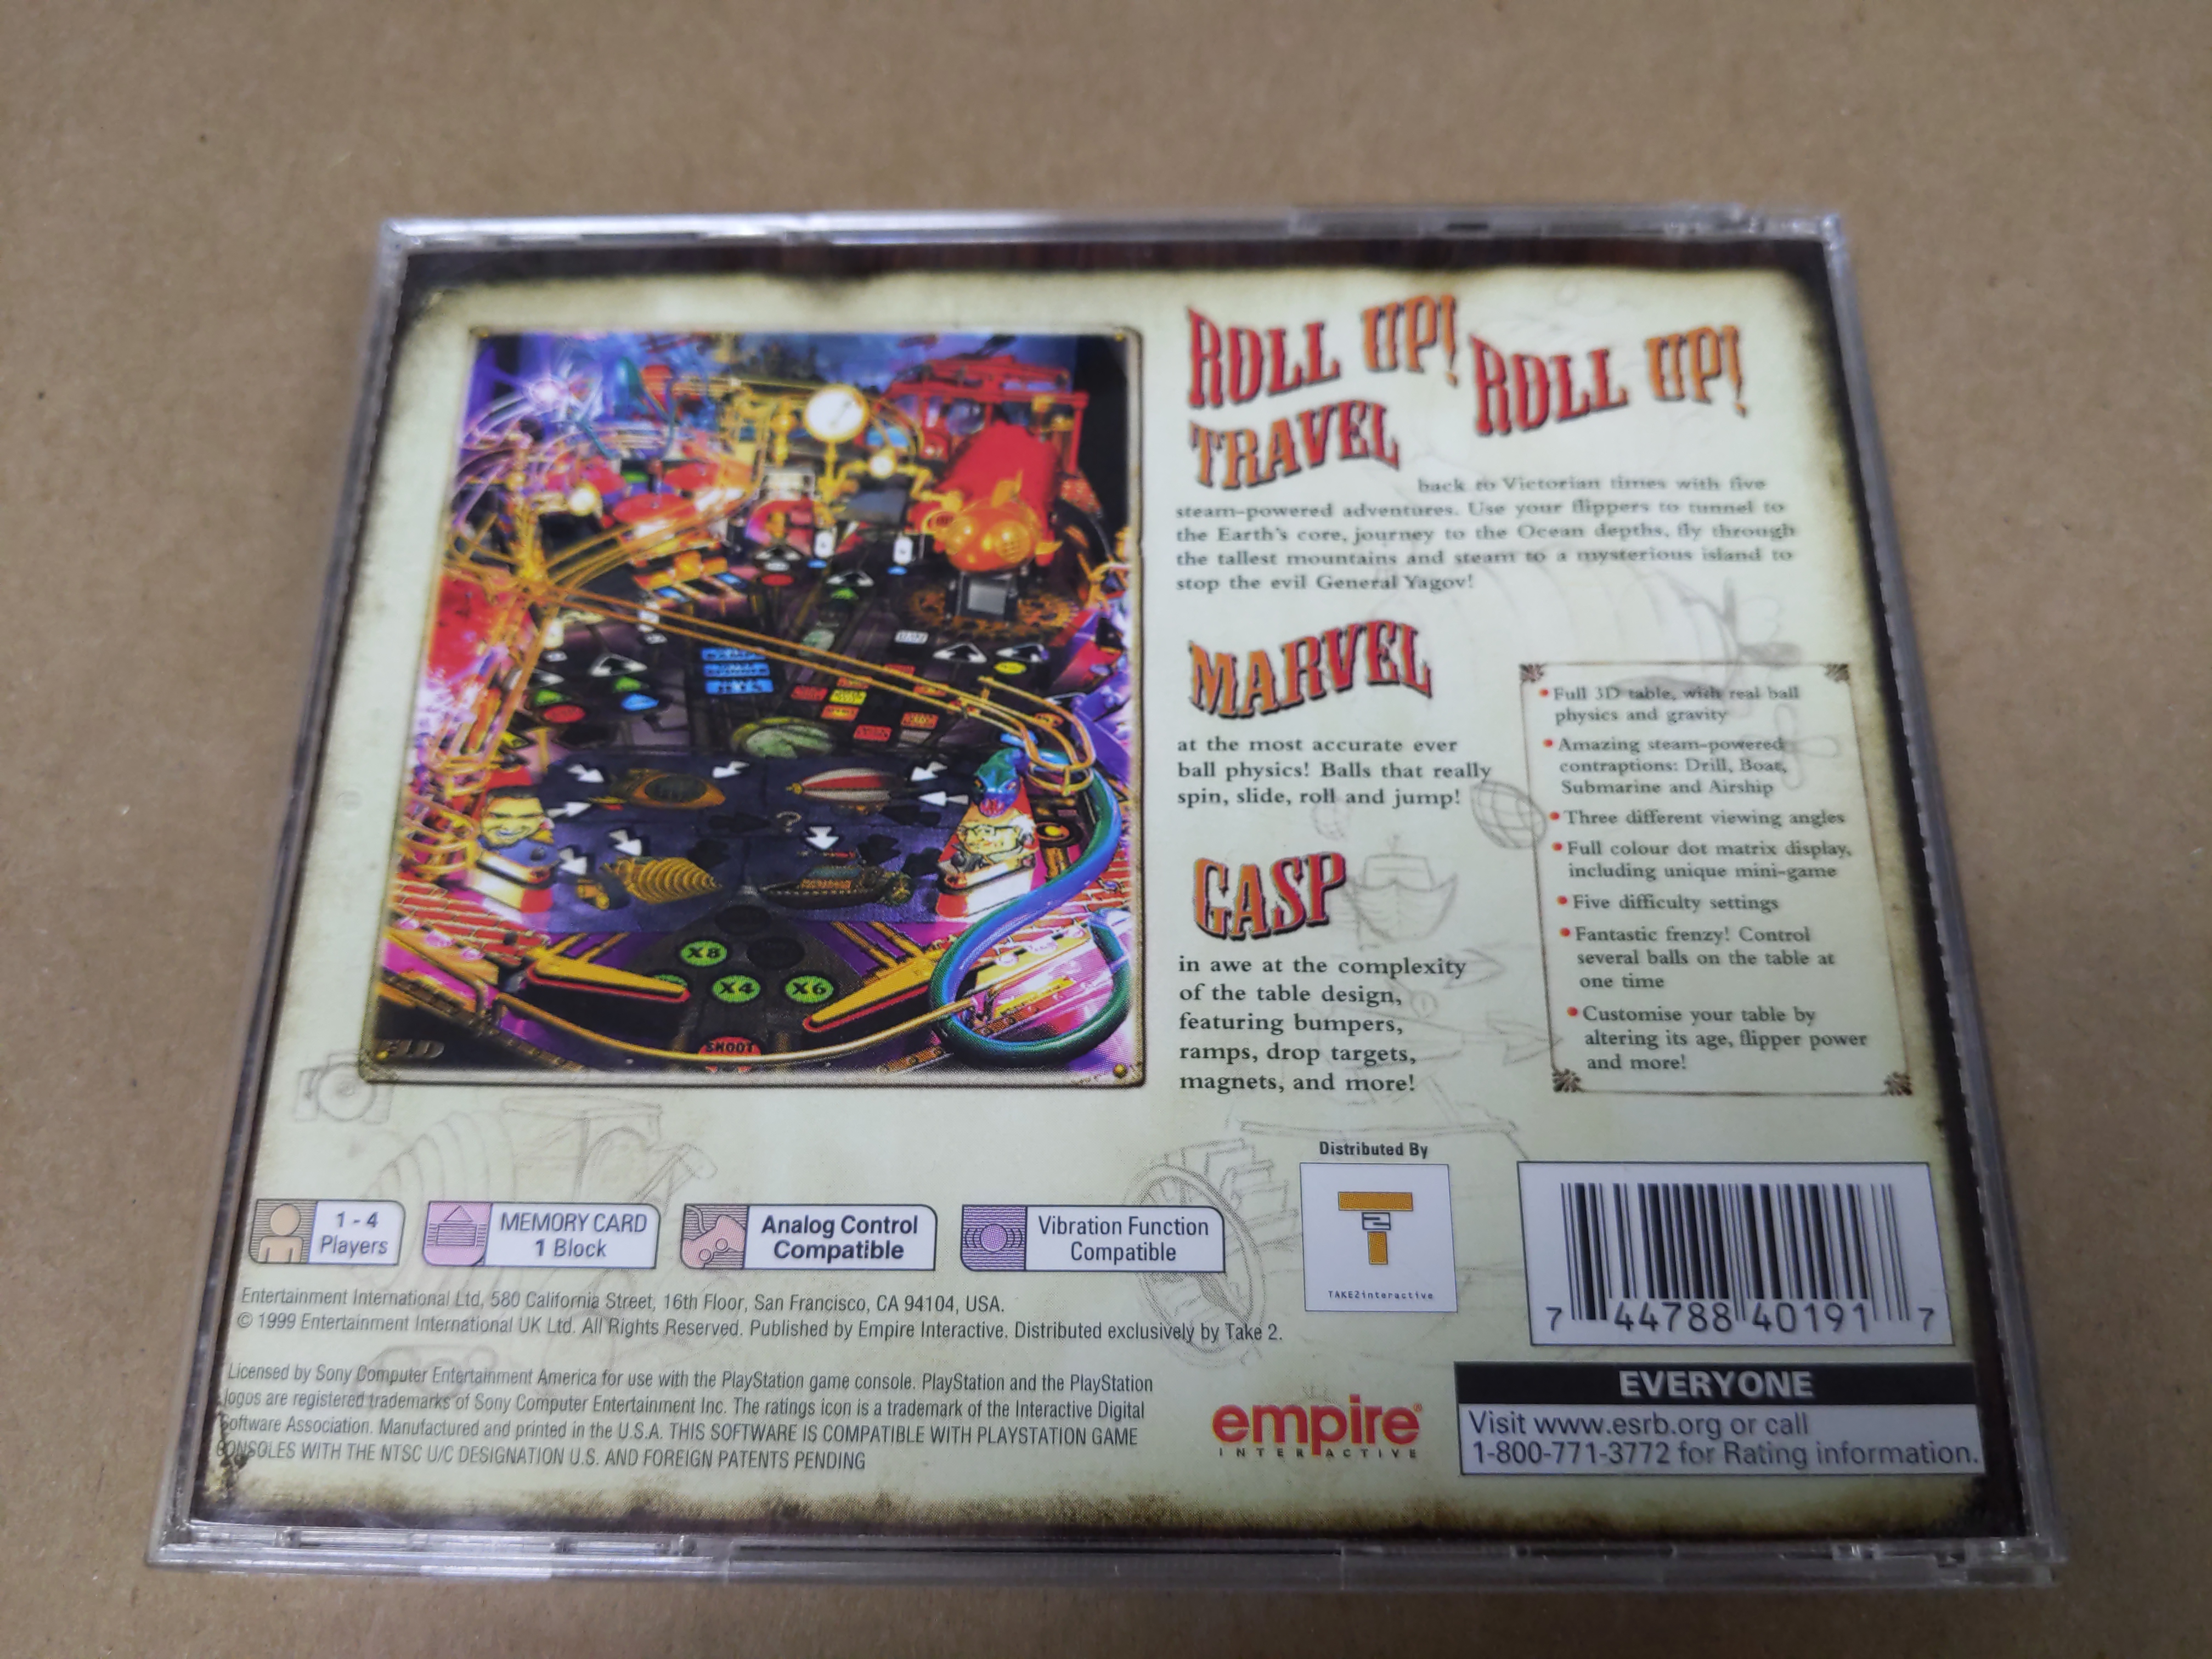 ROLL UP! ROLL UP!
TRAVEL
back to Victorian times with five
steam-powered adventures. Use your flippers to tunnel to
the Earth's core, journey to the Ocean depths, fly through
the tallest mountains and steam to a mysterious island to
stop the evil General Yagov!
MARVEL
at the most accurate ever
ball physics! Balls that really
spin, slide, roll and jump!
GASP
in awe at the complexity
of the table design,
featuring bumpers,
ramps, drop targets,
magnets, and more!
• Full 3D table, with real ball
physics and gravity
• Amazing steam-powered
contraptions: Drill, Boat,
Submarine and Airship
• Three different viewing angles
• Full colour dot matrix display,
including unique mini-game
• Five difficulty settings
• Fantastic frenzy! Control
several balls on the table at
one time
• Customise your table by
altering its age, flipper power
and more!
?
X8
X4 X6
SHOOT
1 - 4
Players
MEMORY CARD
1 Block
Analog Control
Compatible
Vibration Function
Compatible
Distributed By
T2
TAKE2interactive
7 44788 40191 7
Entertainment International Ltd, 580 California Street, 16th Floor, San Francisco, CA 94104, USA.
© 1999 Entertainment International UK Ltd. All Rights Reserved. Published by Empire Interactive. Distributed exclusively by Take 2.
Licensed by Sony Computer Entertainment America for use with the PlayStation game console. PlayStation and the PlayStation
logos are registered trademarks of Sony Computer Entertainment Inc. The ratings icon is a trademark of the Interactive Digital
Software Association. Manufactured and printed in the U.S.A. THIS SOFTWARE IS COMPATIBLE WITH PLAYSTATION GAME
CONSOLES WITH THE NTSC U/C DESIGNATION U.S. AND FOREIGN PATENTS PENDING
empire®
INTERACTIVE
EVERYONE
Visit www.esrb.org or call
1-800-771-3772 for Rating information.